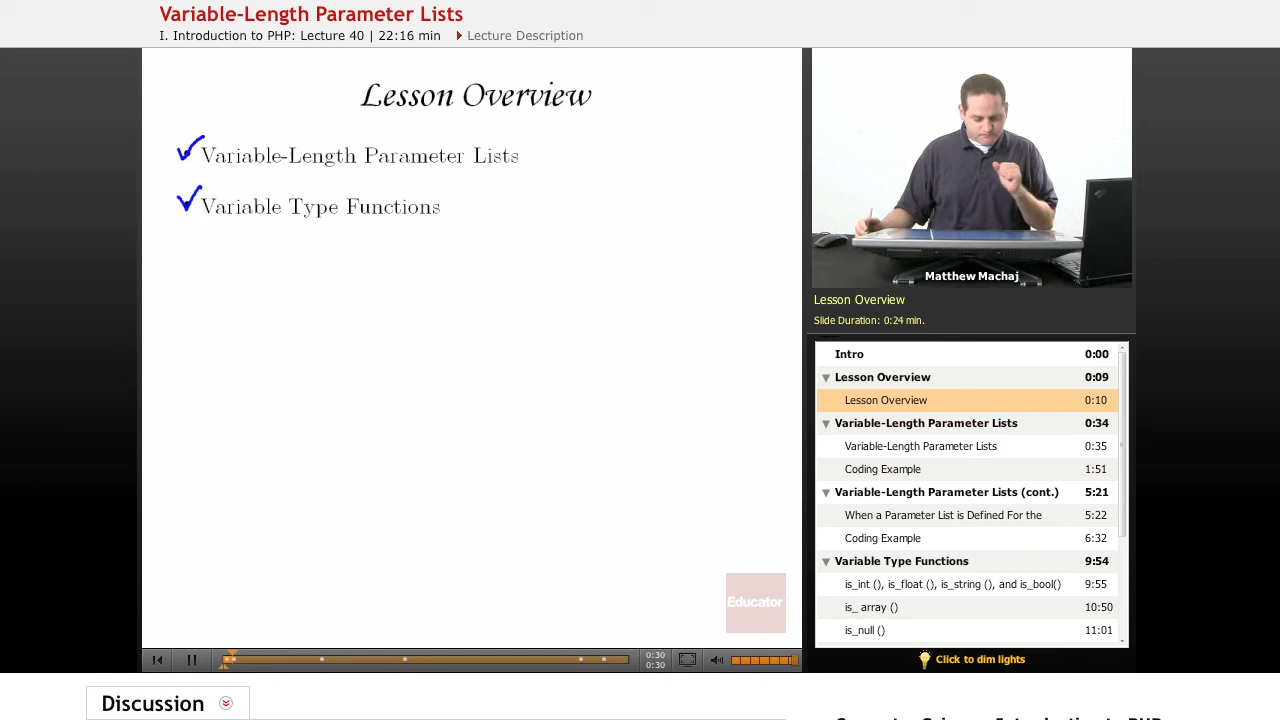 Variable-Length Parameter Lists
I. Introduction to PHP: Lecture 40 | 22:16 min Lecture Description
Lesson Overview
Variable-Length Parameter Lists
Variable Type Functions
Educator
Matthew Machaj
Lesson Overview
Slide Duration: 0:24 min.
Intro 0:00
Lesson Overview 0:09
Lesson Overview 0:10
Variable-Length Parameter Lists 0:34
Variable-Length Parameter Lists 0:35
Coding Example 1:51
Variable-Length Parameter Lists (cont.) 5:21
When a Parameter List is Defined For the 5:22
Coding Example 6:32
Variable Type Functions 9:54
is_int (), is_float (), is_string (), and is_bool() 9:55
is_ array () 10:50
is_null () 11:01
0:30
0:30
Click to dim lights
Discussion